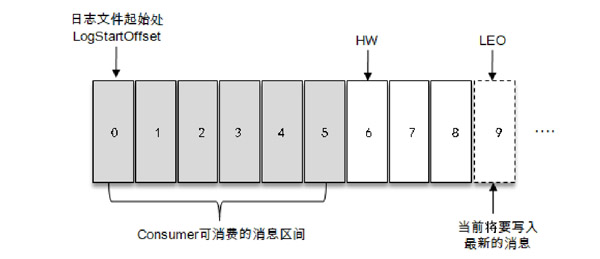 日志文件起始处
LogStartOffset
HW
LEO
0 1 2 3 4 5 6 7 8 9 ····
Consumer可消费的消息区间
当前将要写入
最新的消息